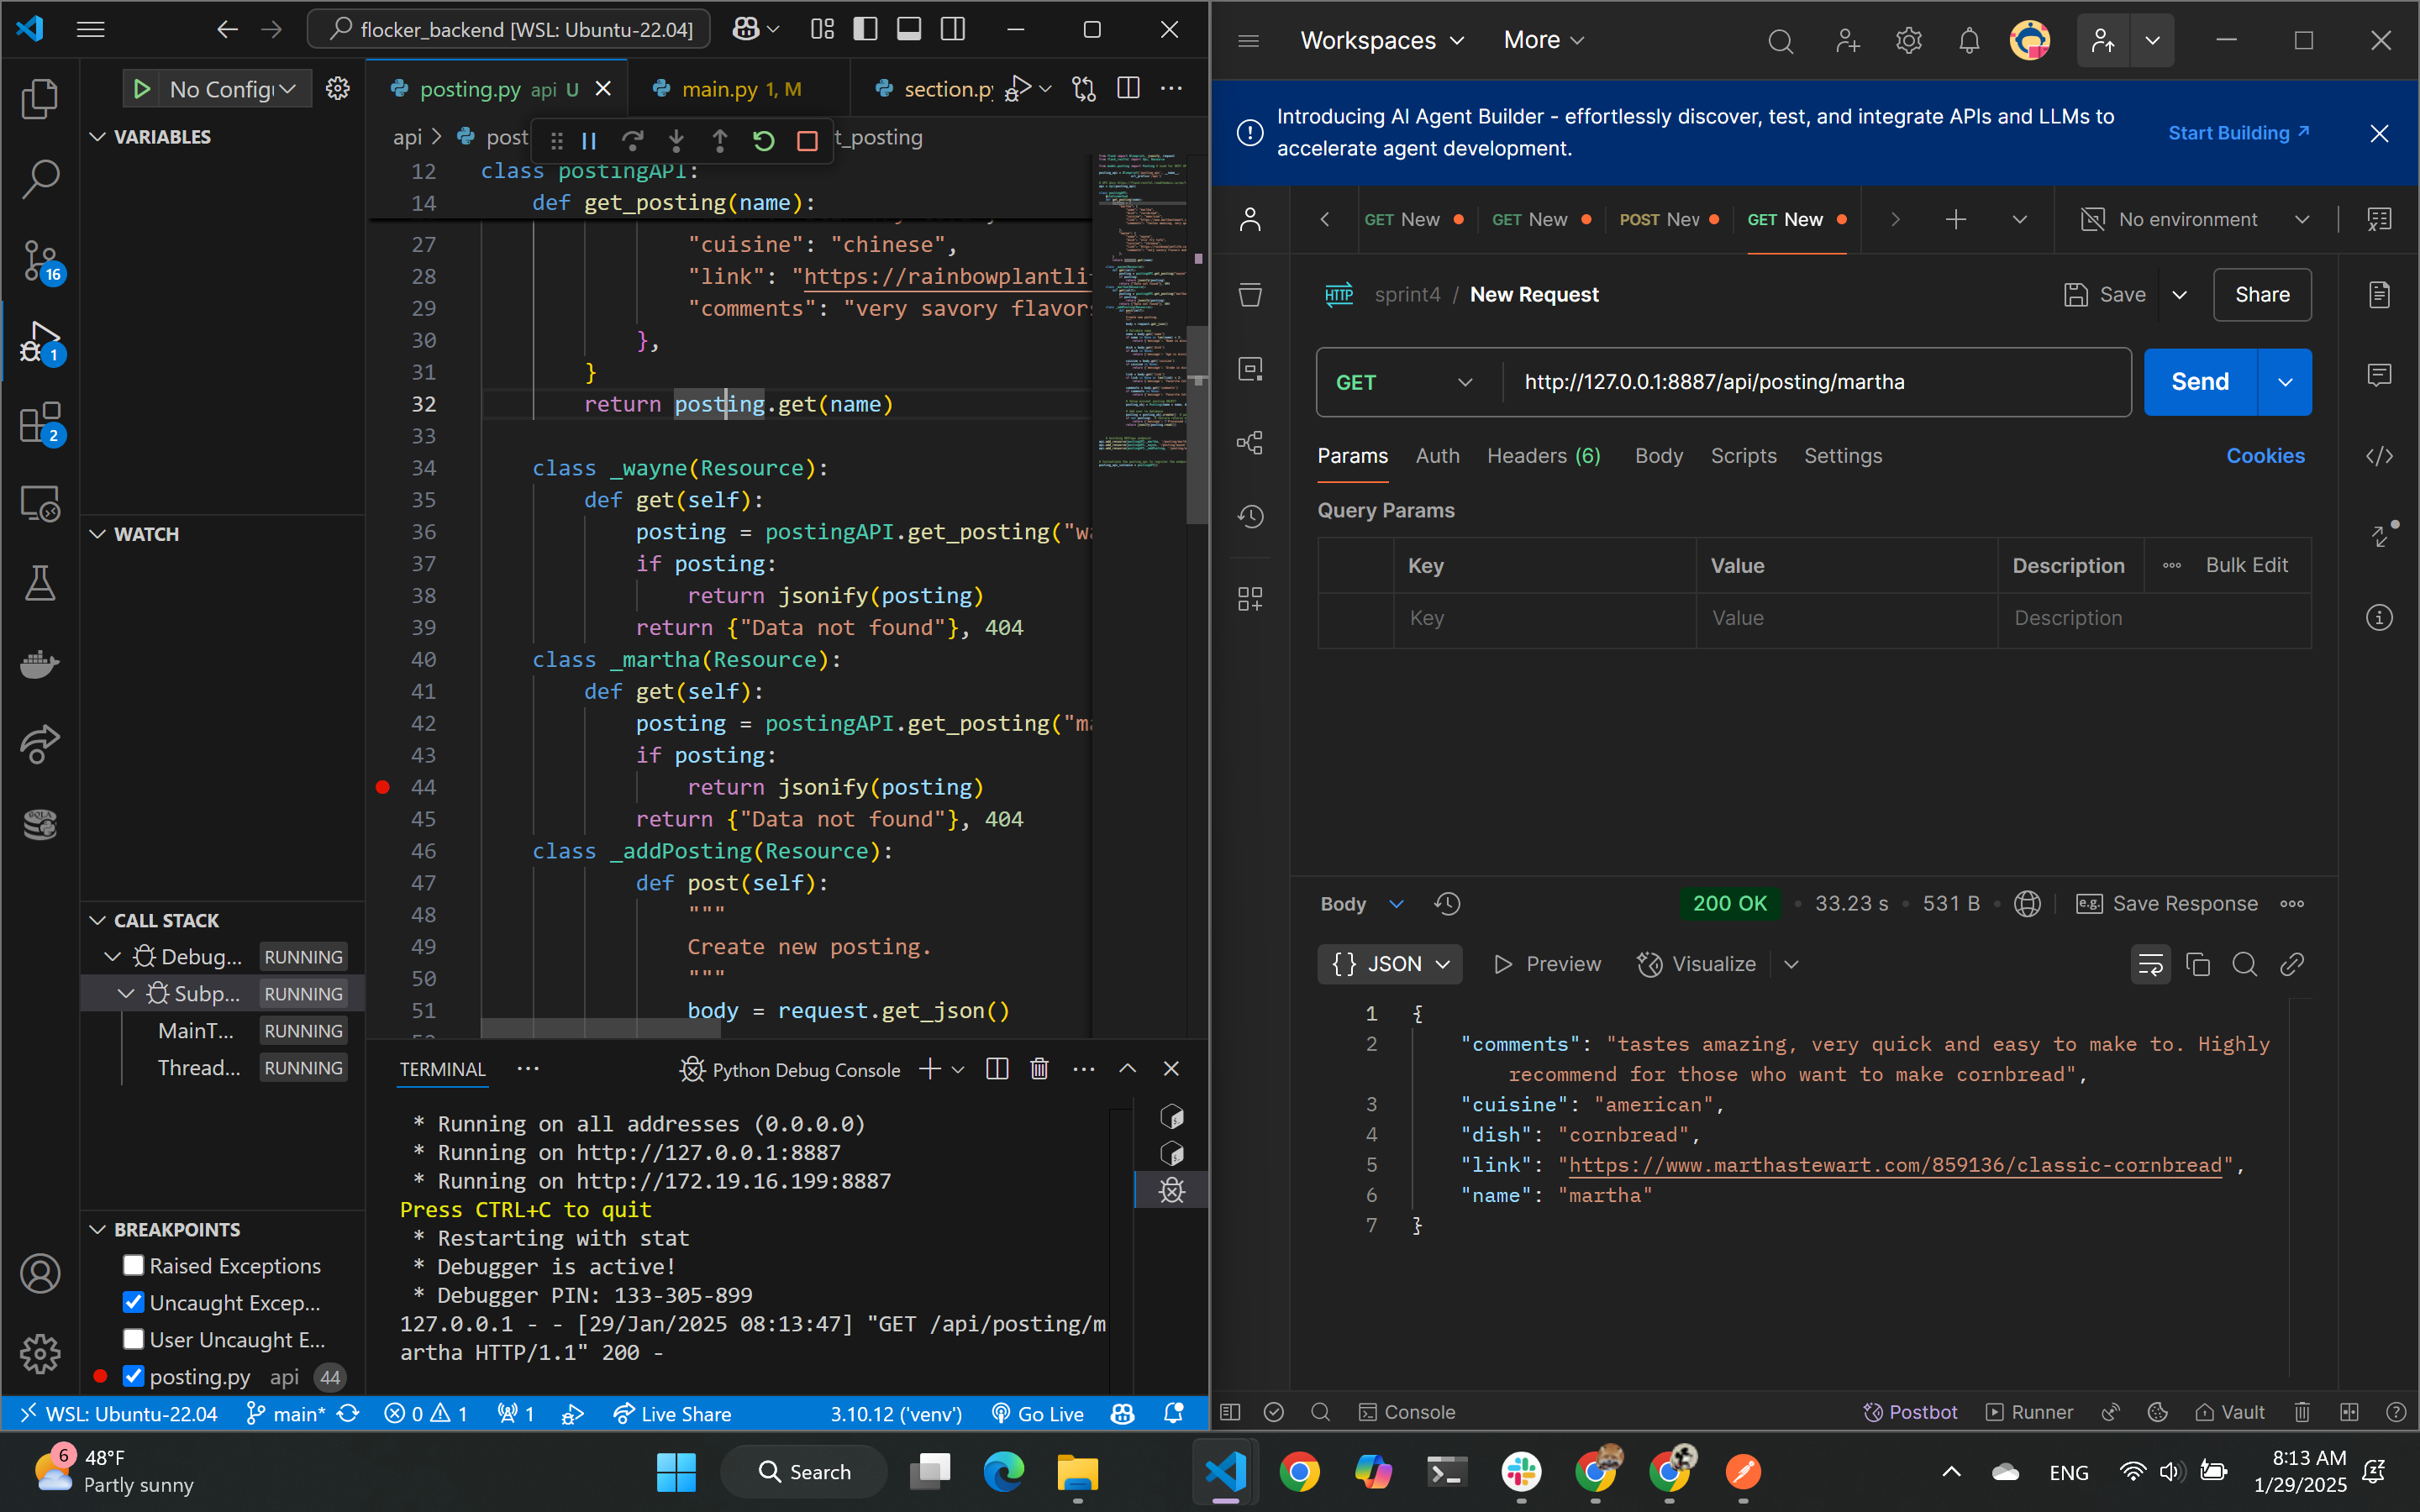 flocker_backend [WSL: Ubuntu-22.04]
No Config
posting.py api U
main.py 1, M
section.py
VARIABLES
api > post
t_posting
12 class postingAPI:
14 def get_posting(name):
27 "cuisine": "chinese",
28 "link": "https://rainbowplantli
29 "comments": "very savory flavors
30 },
31 }
32 return posting.get(name)
33
34 class _wayne(Resource):
35 def get(self):
36 posting = postingAPI.get_posting("wa
37 if posting:
38 return jsonify(posting)
39 return {"Data not found"}, 404
40 class _martha(Resource):
41 def get(self):
42 posting = postingAPI.get_posting("ma
43 if posting:
44 return jsonify(posting)
45 return {"Data not found"}, 404
46 class _addPosting(Resource):
47 def post(self):
48 """
49 Create new posting.
50 """
51 body = request.get_json()
16
1
2
WATCH
CALL STACK
Debug... RUNNING
Subp... RUNNING
MainT... RUNNING
Thread... RUNNING
BREAKPOINTS
Raised Exceptions
Uncaught Excep...
User Uncaught E...
posting.py api 44
TERMINAL ... Python Debug Console
* Running on all addresses (0.0.0.0)
* Running on http://127.0.0.1:8887
* Running on http://172.19.16.199:8887
Press CTRL+C to quit
* Restarting with stat
* Debugger is active!
* Debugger PIN: 133-305-899
127.0.0.1 - - [29/Jan/2025 08:13:47] "GET /api/posting/m
artha HTTP/1.1" 200 -
WSL: Ubuntu-22.04 main* 0 1 1 Live Share 3.10.12 ('venv') Go Live
Workspaces More
Introducing AI Agent Builder - effortlessly discover, test, and integrate APIs and LLMs to
accelerate agent development.
Start Building
GET New GET New POST New GET New No environment
HTTP sprint4 / New Request Save Share
GET http://127.0.0.1:8887/api/posting/martha Send
Params Auth Headers (6) Body Scripts Settings Cookies
Query Params
Key Value Description Bulk Edit
Key Value Description
Body 200 OK 33.23 s 531 B e.g. Save Response
{} JSON Preview Visualize
1 {
2 "comments": "tastes amazing, very quick and easy to make to. Highly
recommend for those who want to make cornbread",
3 "cuisine": "american",
4 "dish": "cornbread",
5 "link": "https://www.marthastewart.com/859136/classic-cornbread",
6 "name": "martha"
7 }
Console Postbot Runner Vault
6 48°F
Partly sunny
Search
ENG
8:13 AM
1/29/2025